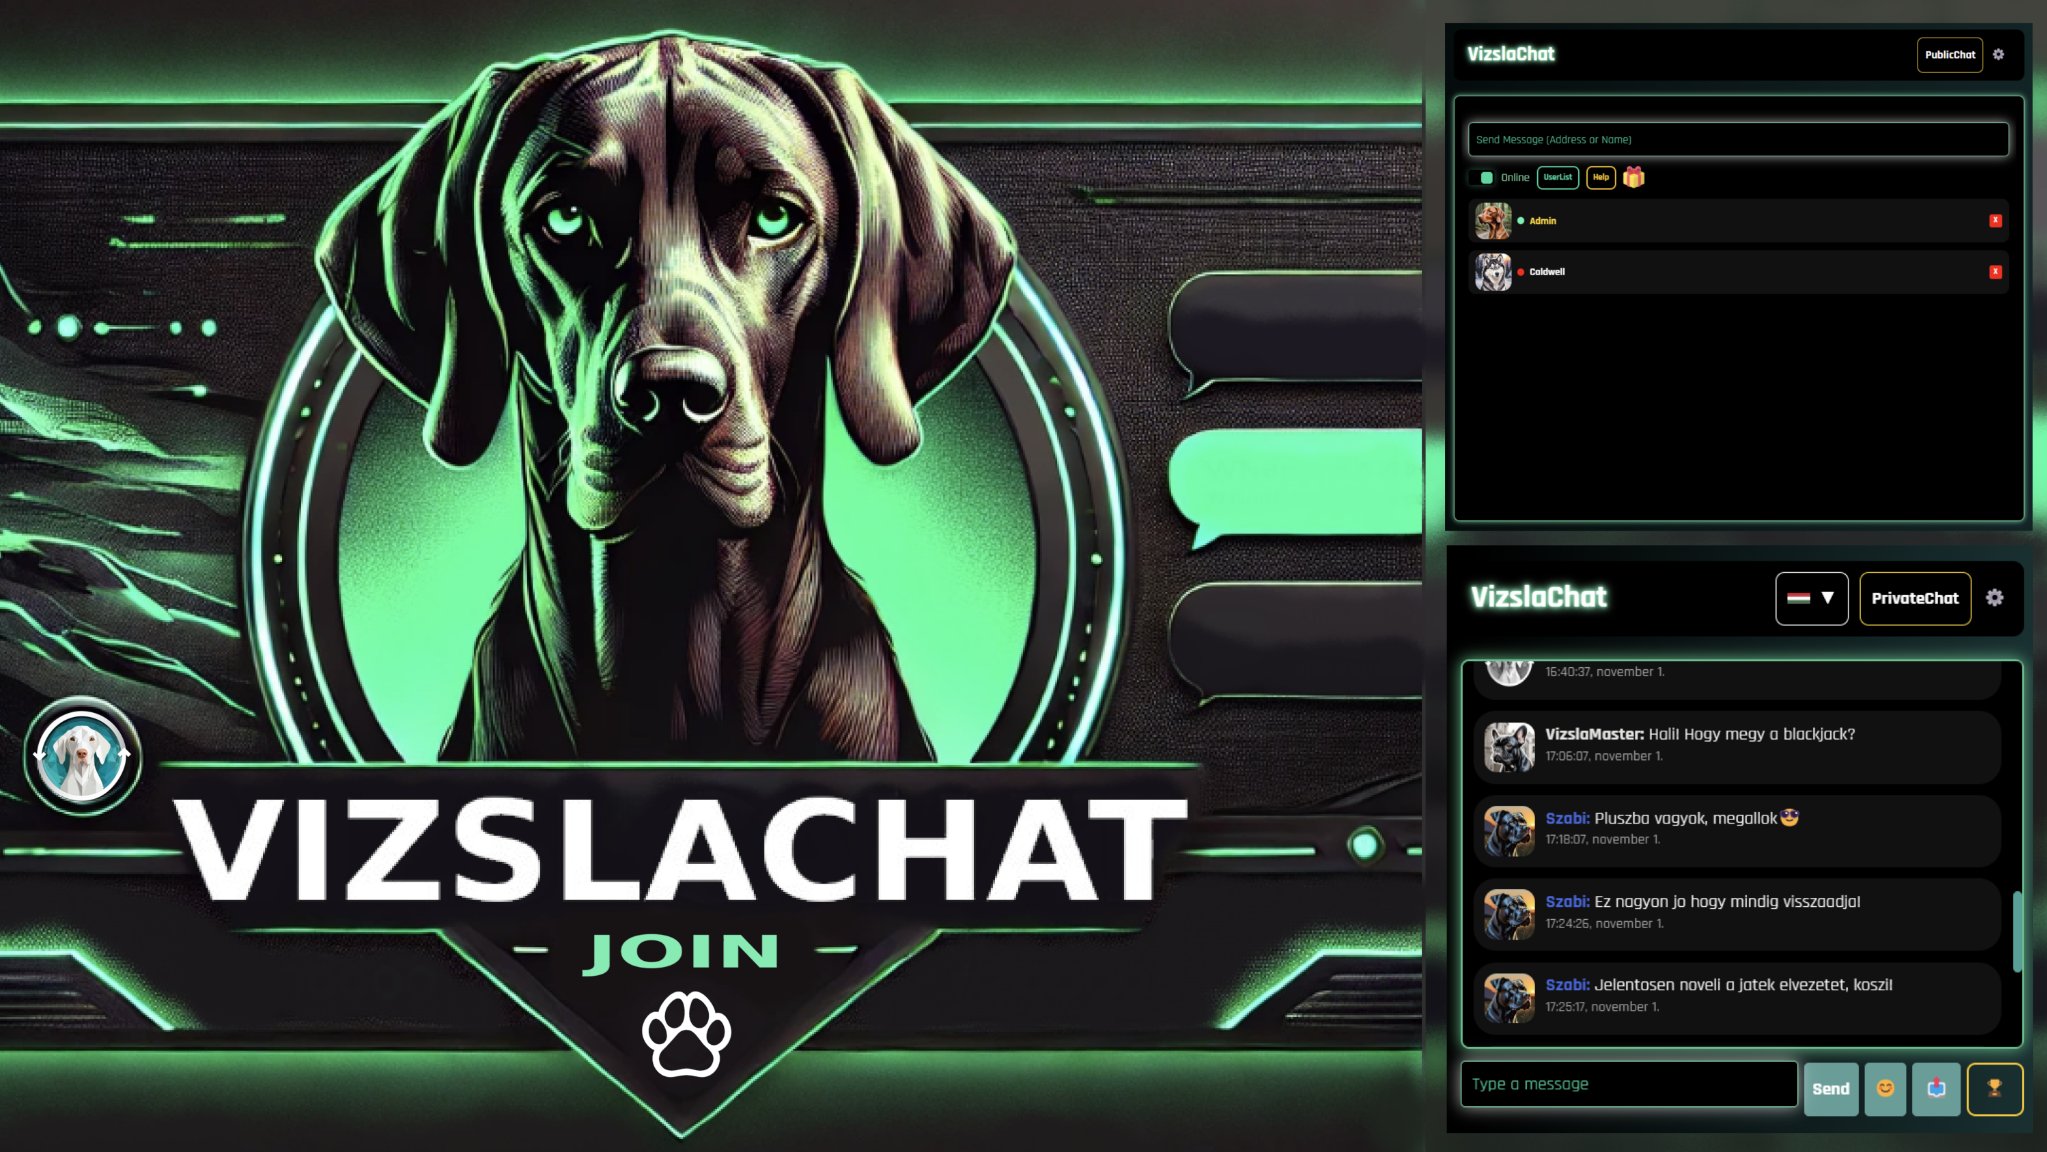 VIZSLACHAT
JOIN
VizslaChat
PublicChat
Send Message (Address or Name)
Online UserList Help
Admin X
Caldwell X
VizslaChat
PrivateChat
16:40:37, november 1.
VizslaMaster: Hali! Hogy megy a blackjack?
17:06:07, november 1.
Szabi: Pluszba vagyok, megallok😎
17:18:07, november 1.
Szabi: Ez nagyon jo hogy mindig visszaadja!
17:24:26, november 1.
Szabi: Jelentosen noveli a jatek elvezetet, koszi!
17:25:17, november 1.
Type a message
Send